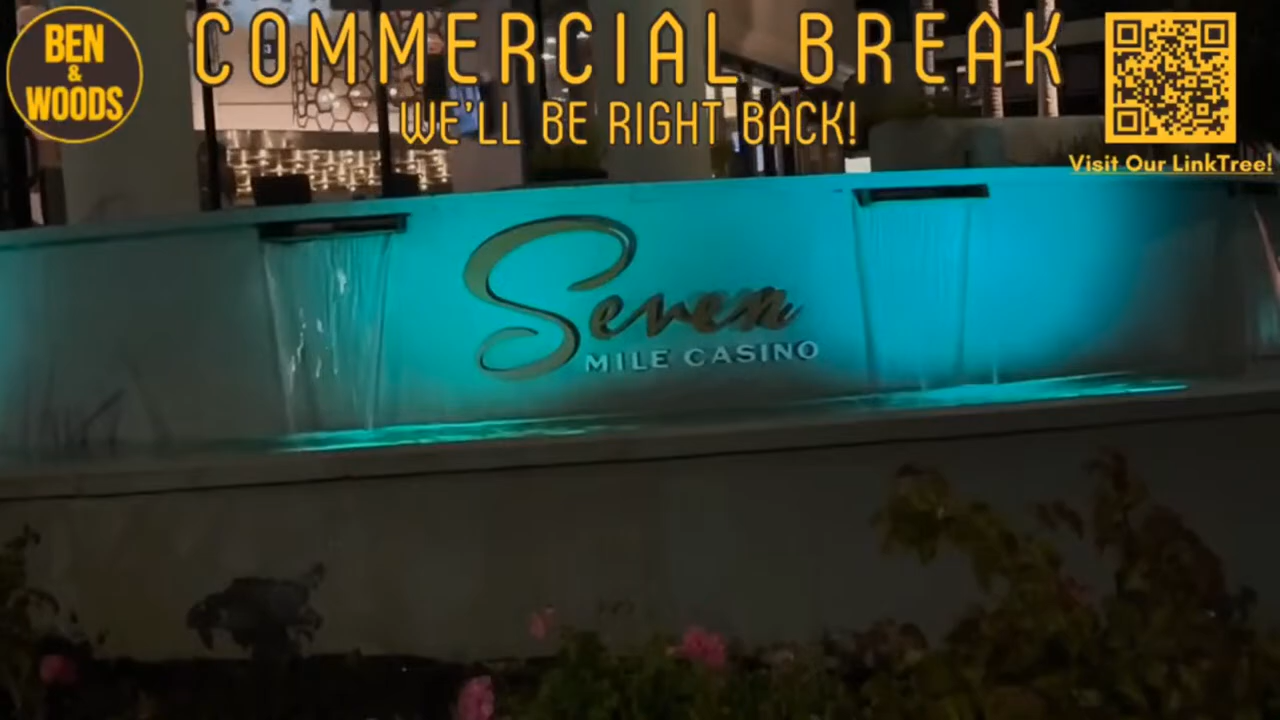 BEN
&
WOODS
COMMERCIAL BREAK
WE'LL BE RIGHT BACK!
Visit Our LinkTree!
Seven
MILE CASINO